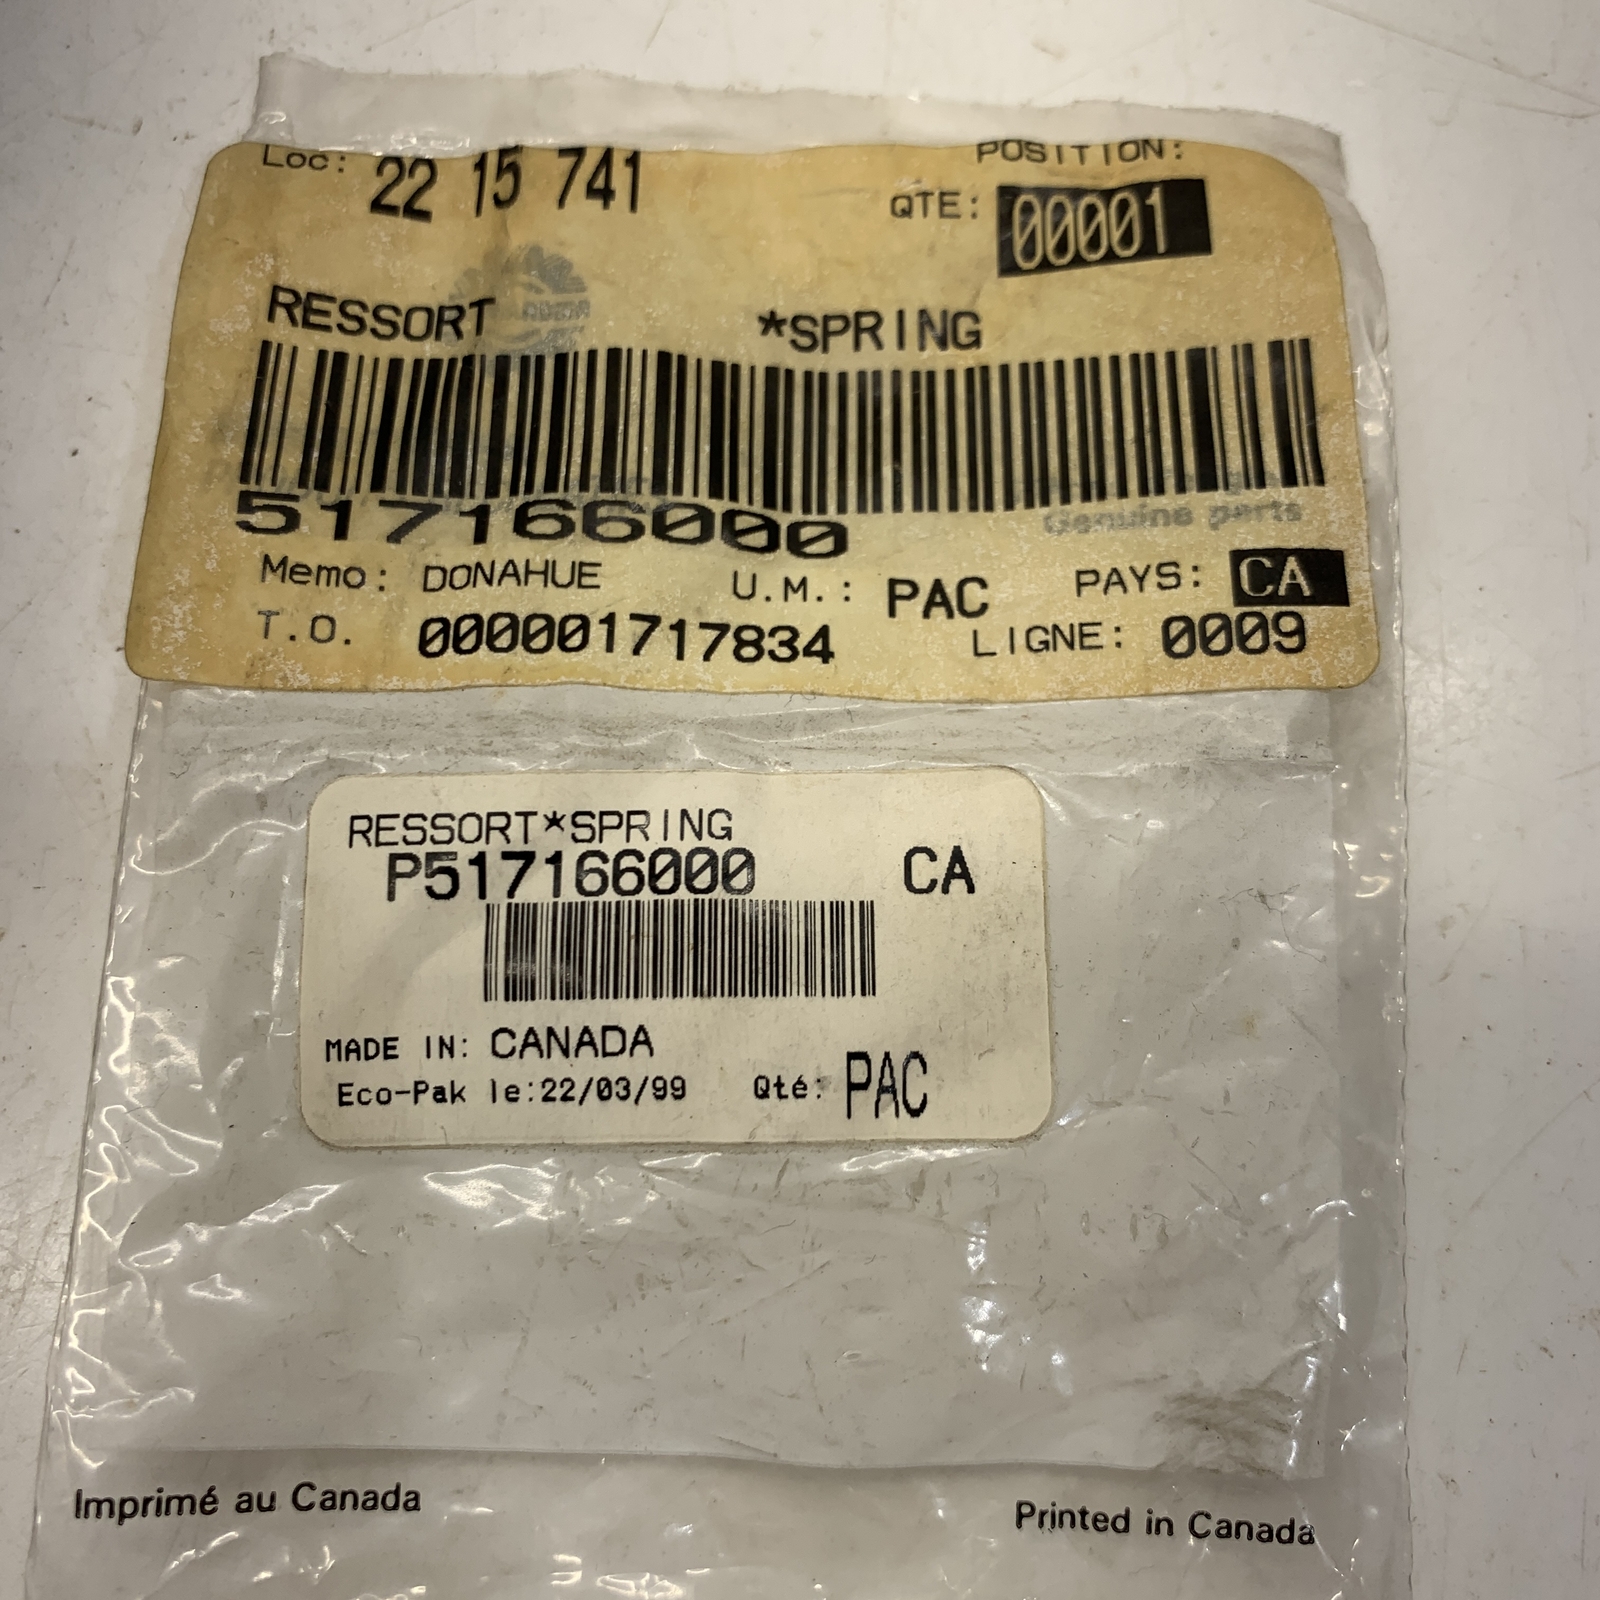 Loc: 22 15 741
POSITION:
QTE: 00001
RESSORT *SPRING
517166000
Genuine parts
Memo: DONAHUE U.M.: PAC PAYS: CA
T.O. 000001717834 LIGNE: 0009
RESSORT*SPRING
P517166000 CA
MADE IN: CANADA
Eco-Pak le:22/03/99 Qté: PAC
Imprimé au Canada
Printed in Canada